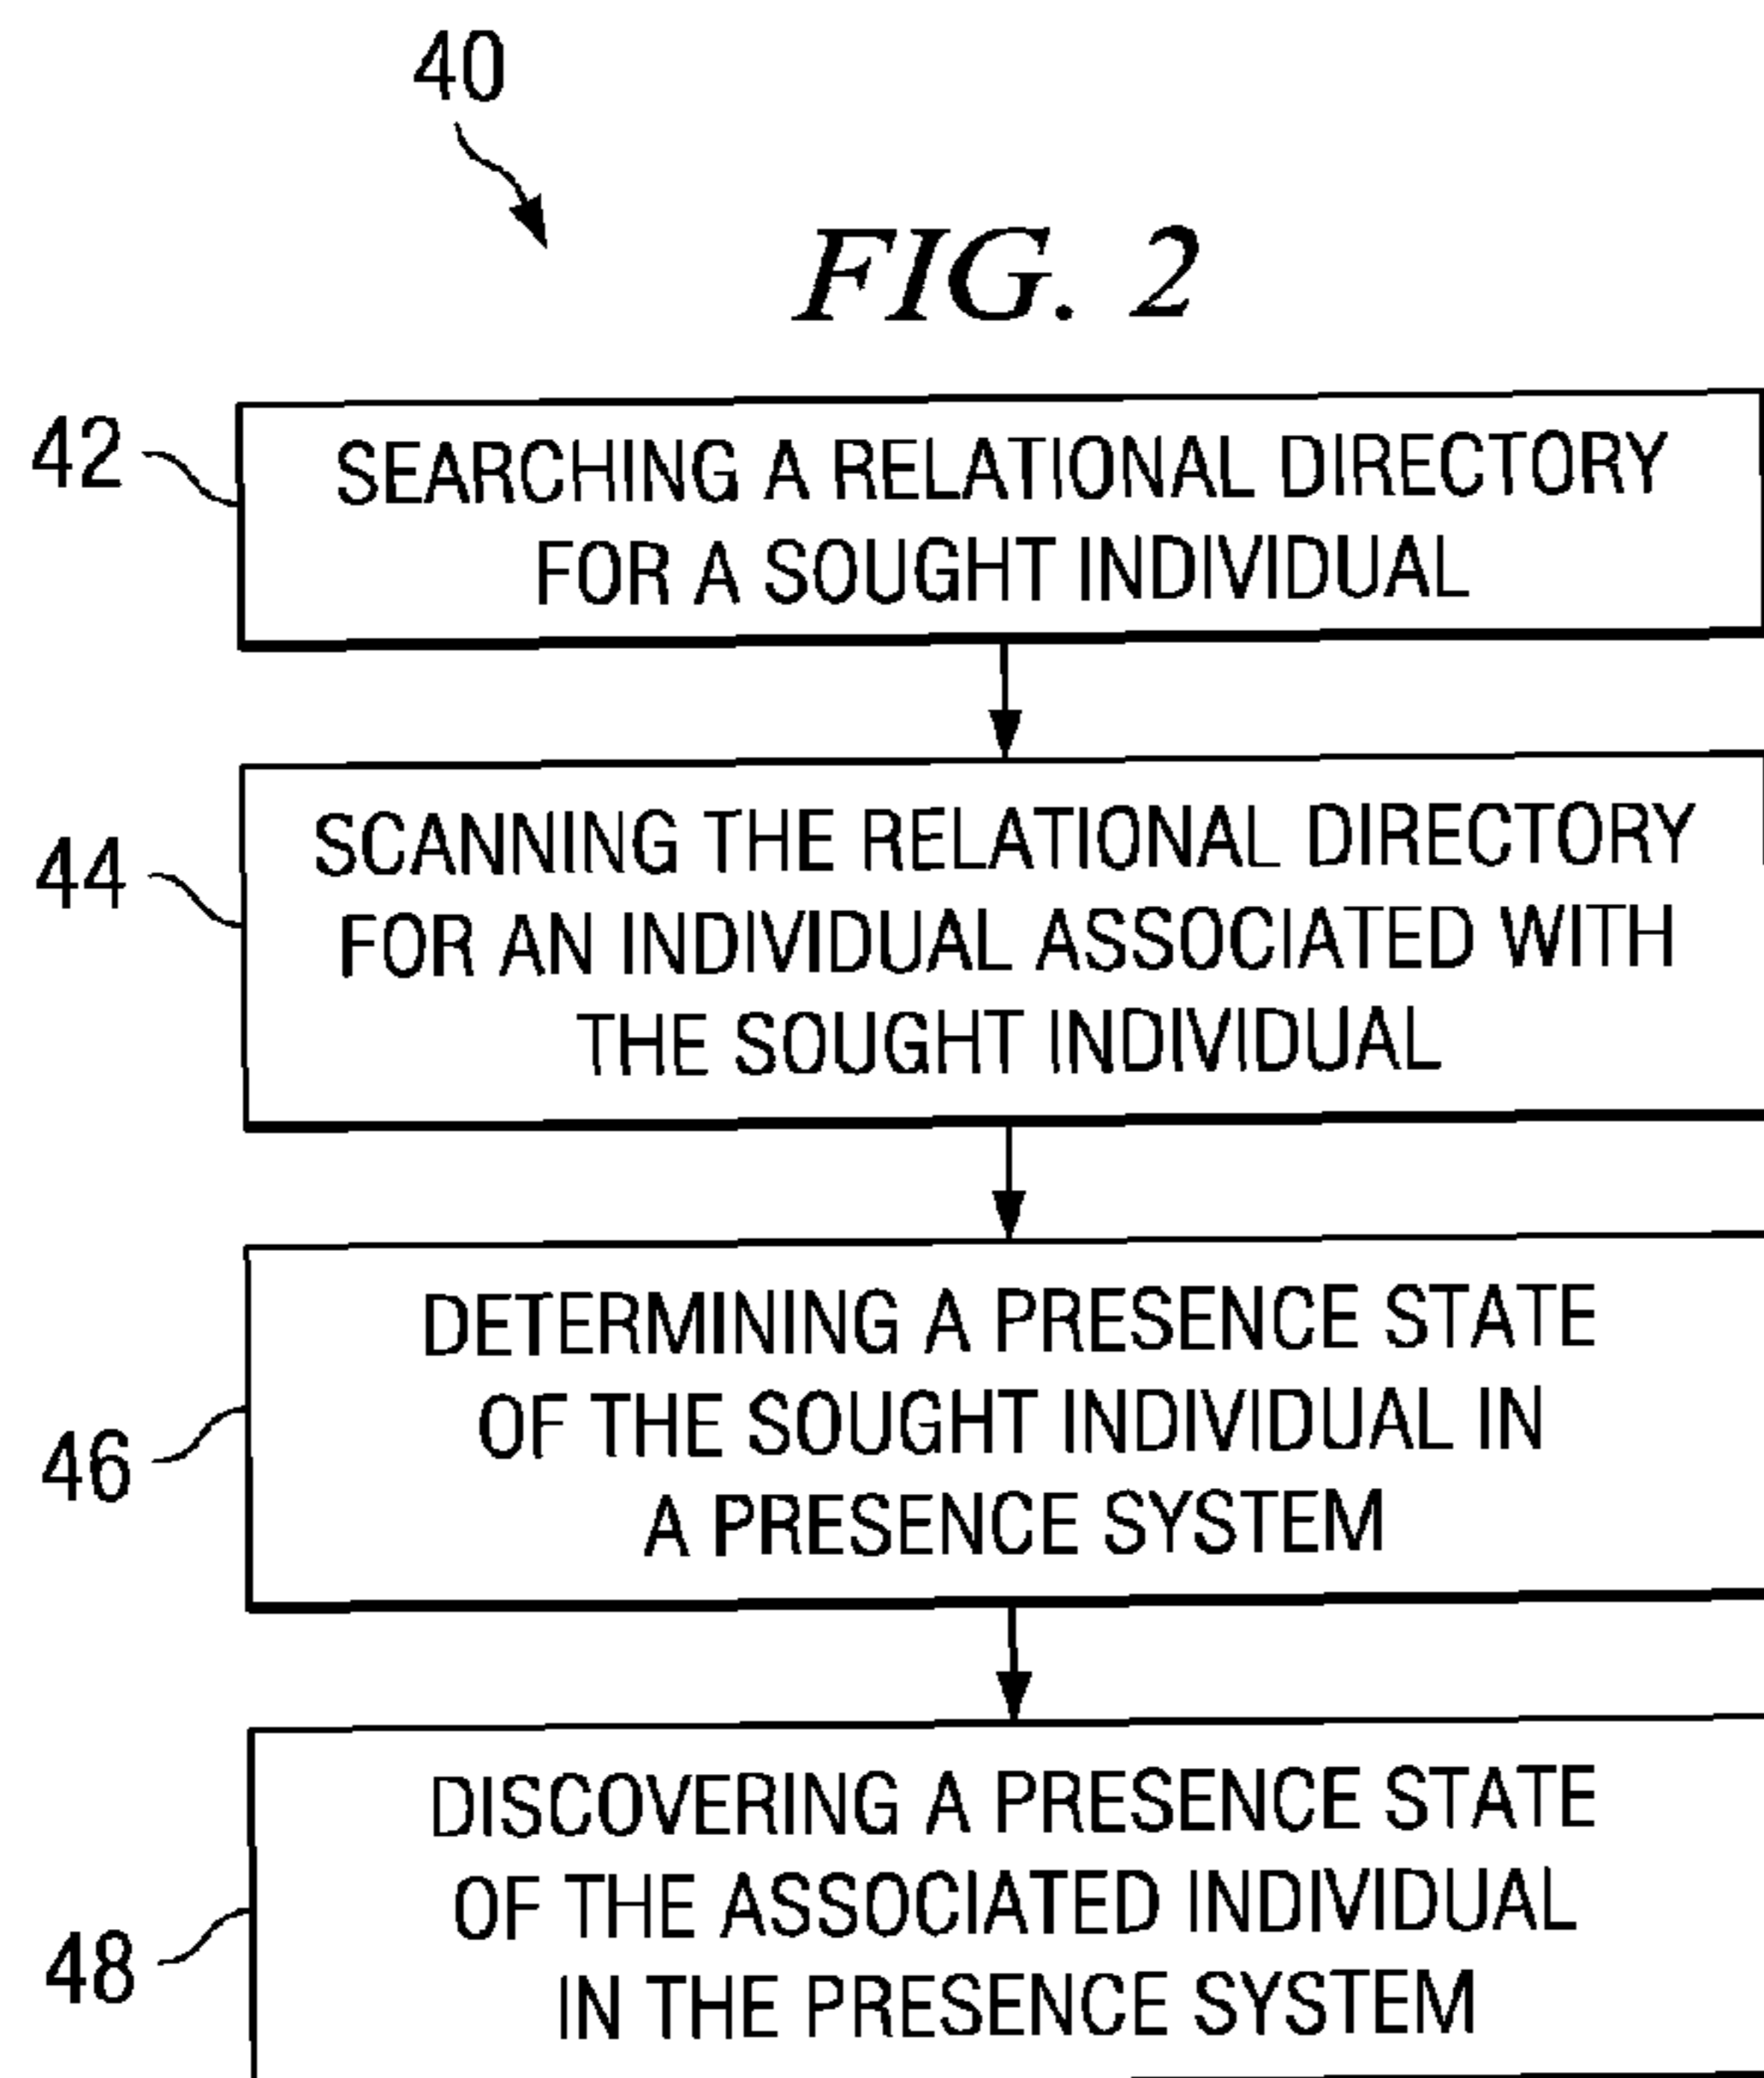 40
FIG. 2
42
SEARCHING A RELATIONAL DIRECTORY
FOR A SOUGHT INDIVIDUAL
44
SCANNING THE RELATIONAL DIRECTORY
FOR AN INDIVIDUAL ASSOCIATED WITH
THE SOUGHT INDIVIDUAL
46
DETERMINING A PRESENCE STATE
OF THE SOUGHT INDIVIDUAL IN
A PRESENCE SYSTEM
48
DISCOVERING A PRESENCE STATE
OF THE ASSOCIATED INDIVIDUAL
IN THE PRESENCE SYSTEM